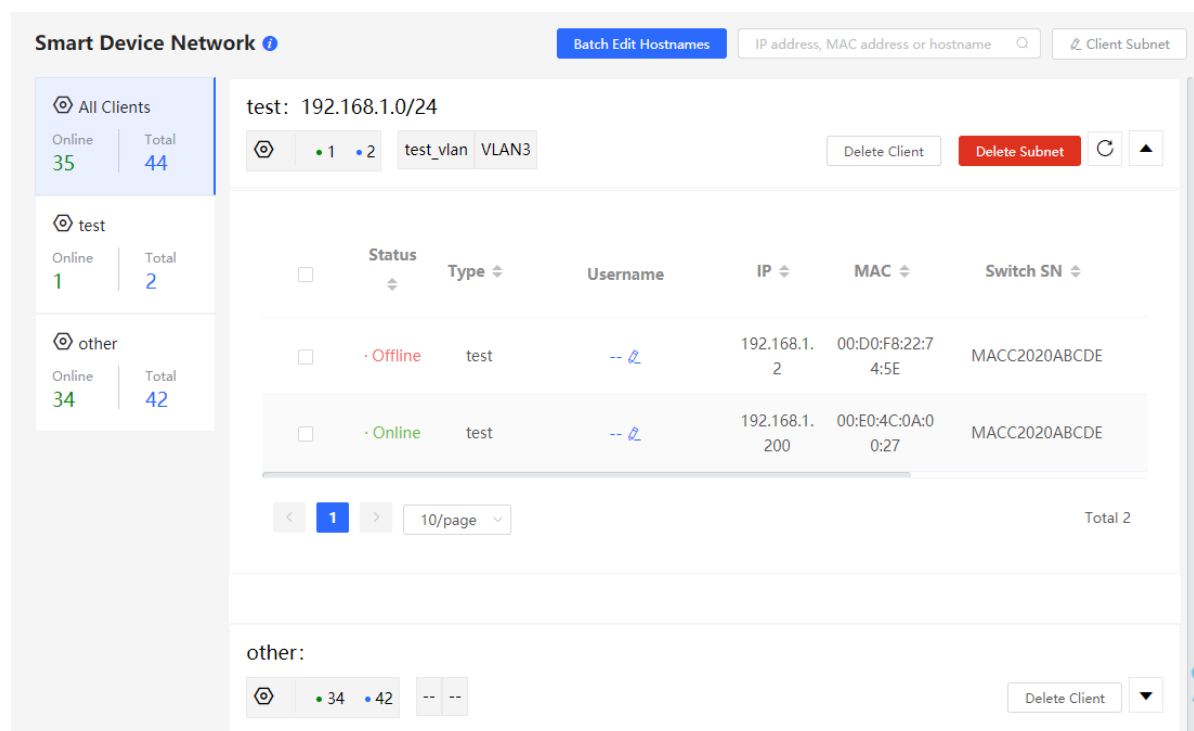 Smart Device Network
Batch Edit Hostnames
IP address, MAC address or hostname
Client Subnet
All Clients
Online Total
35 44
test
Online Total
1 2
other
Online Total
34 42
test: 192.168.1.0/24
1 2 test_vlan VLAN3
Delete Client
Delete Subnet
Status Type Username IP MAC Switch SN
· Offline test -- 192.168.1. 00:D0:F8:22:7 MACC2020ABCDE
2 4:5E
· Online test -- 192.168.1. 00:E0:4C:0A:0 MACC2020ABCDE
200 0:27
< 1 > 10/page Total 2
other:
34 42 -- --
Delete Client